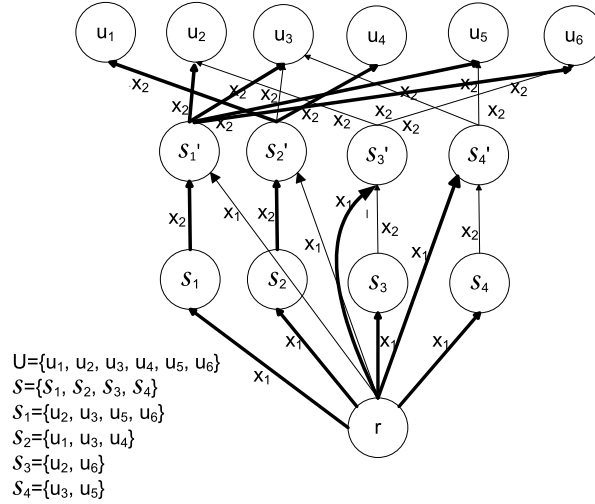 u₁ u₂ u₃ u₄ u₅ u₆
x₂ x₂ x₂ x₂ x₂ x₂
x₂ x₂ x₂ x₂ x₂
S₁' S₂' S₃' S₄'
x₂ x₁ x₂ x₁ x₁ x₂ x₁ x₂
S₁ S₂ S₃ S₄
x₁ x₁ x₁ x₁
r
U={u₁, u₂, u₃, u₄, u₅, u₆}
S={S₁, S₂, S₃, S₄}
S₁={u₂, u₃, u₅, u₆}
S₂={u₁, u₃, u₄}
S₃={u₂, u₆}
S₄={u₃, u₅}